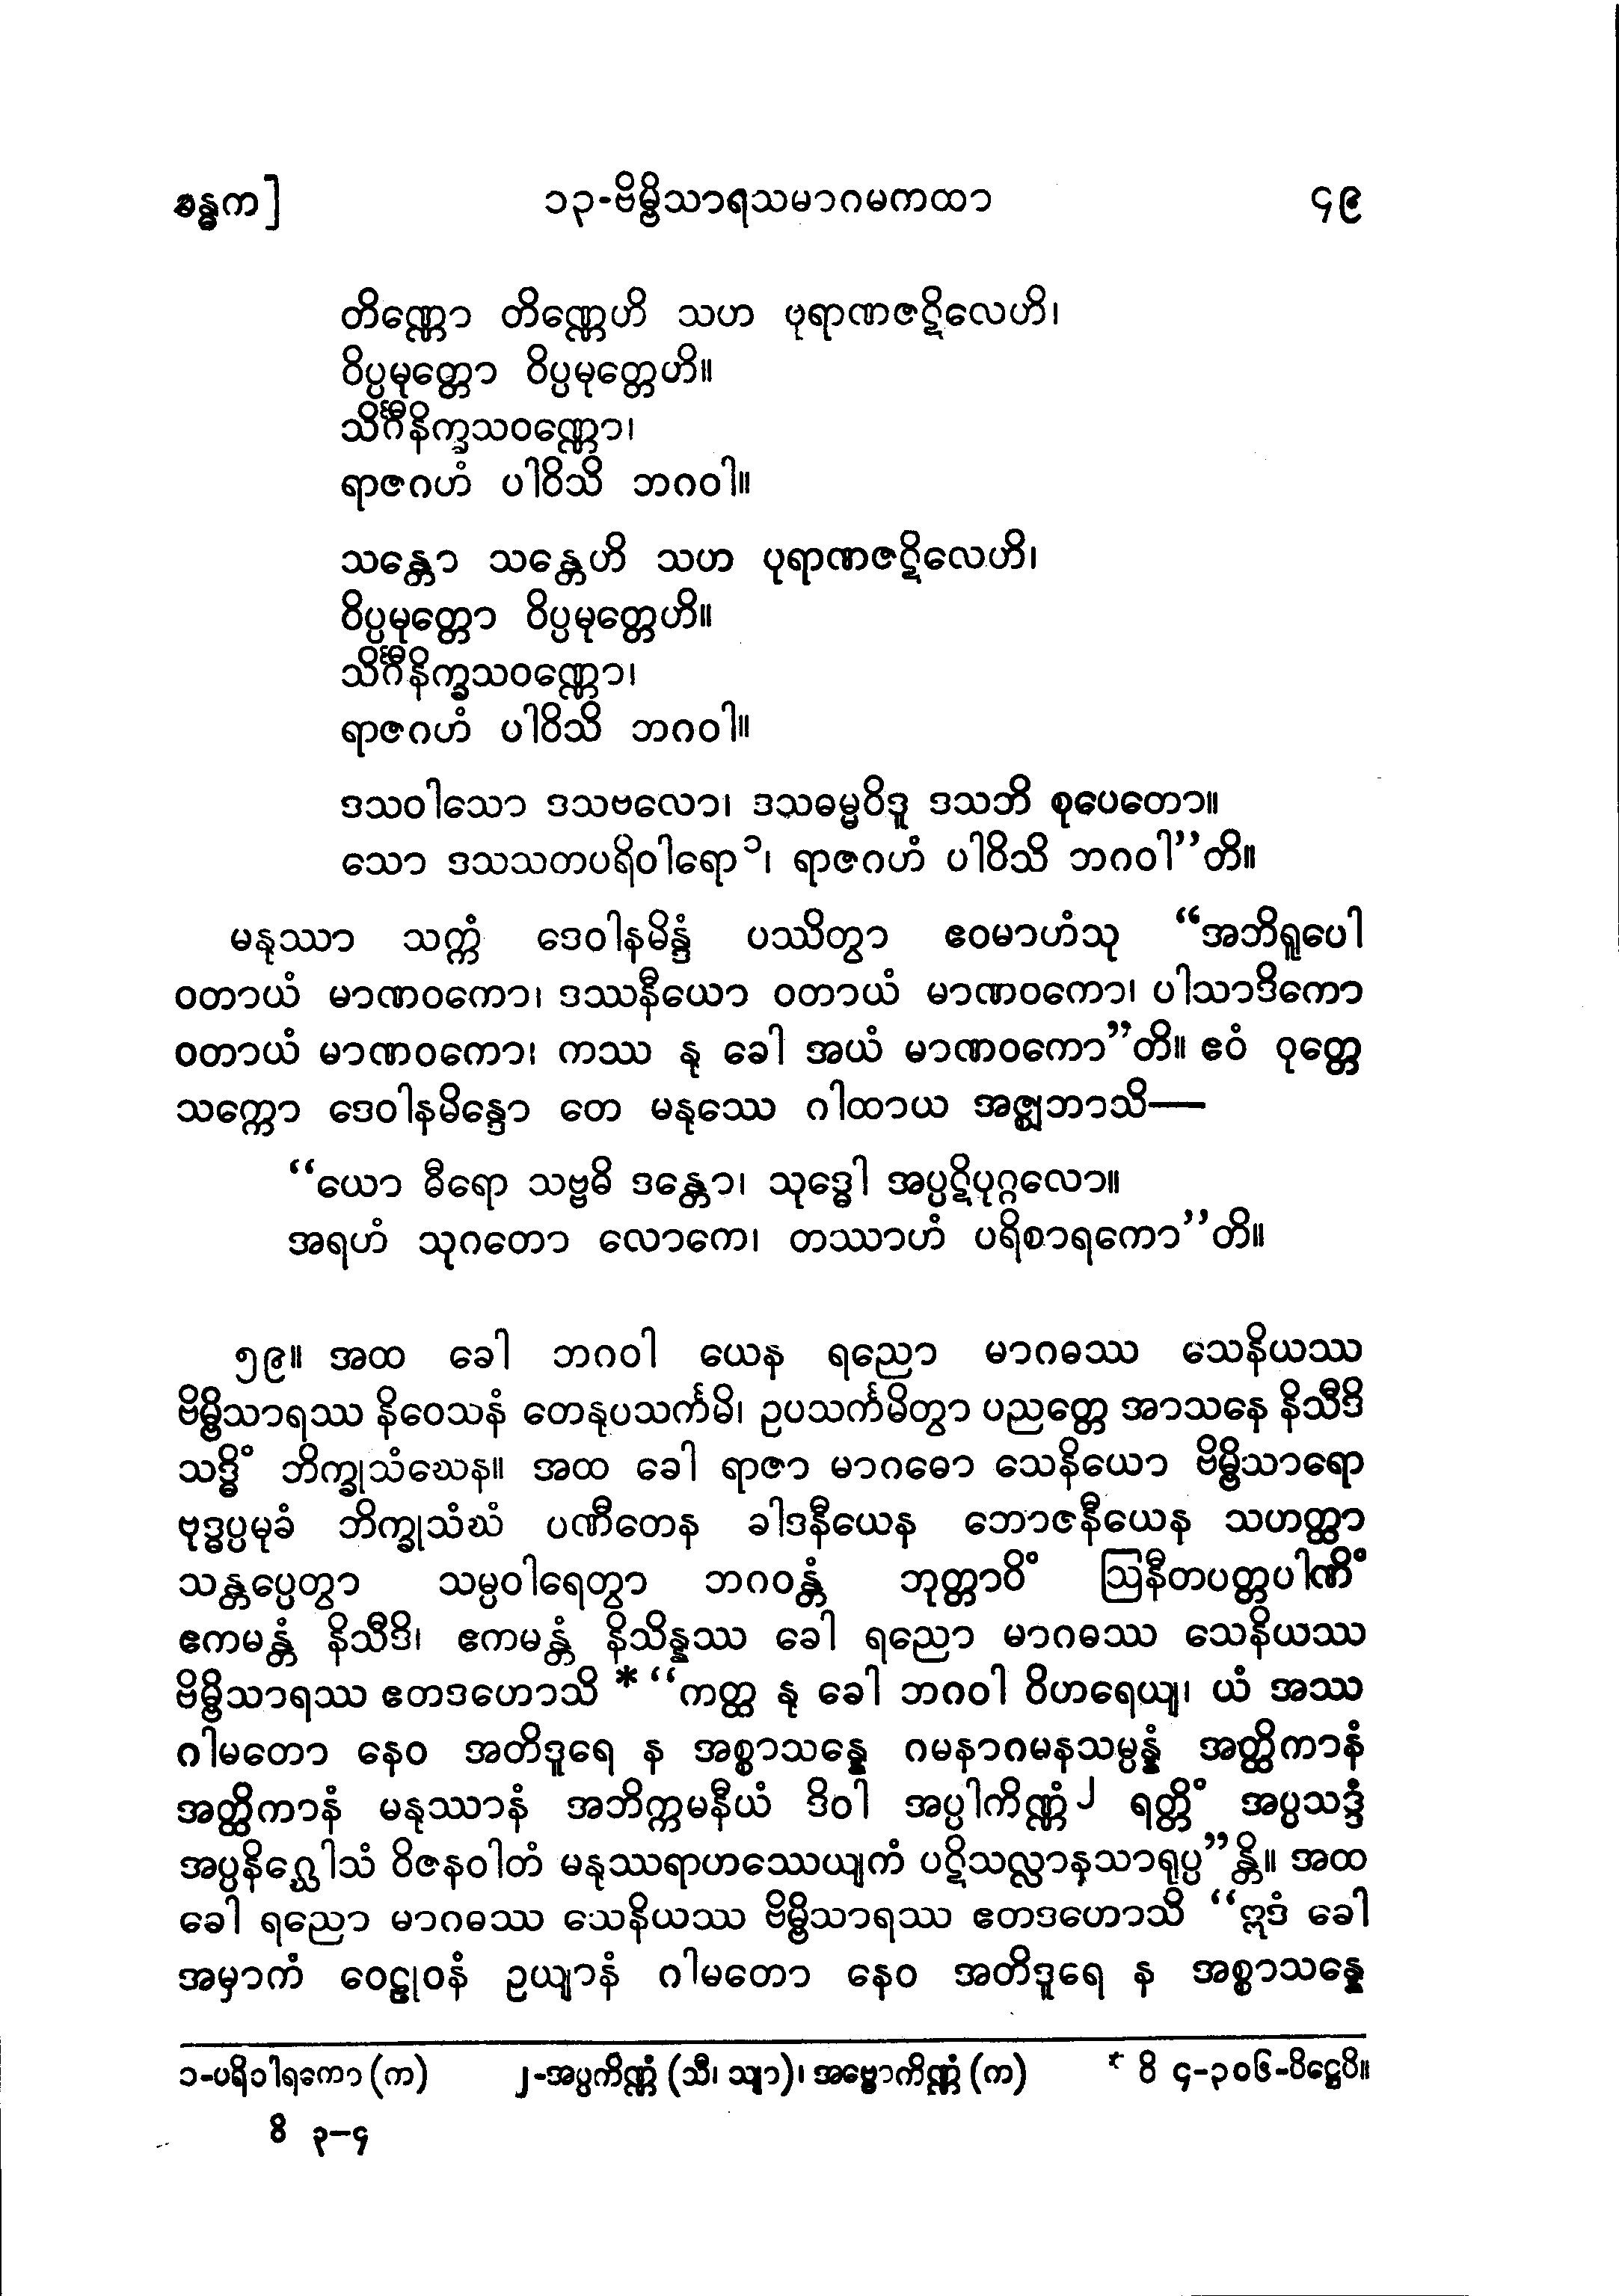 ခန္ဓက]
၁၃-ဗိမ္ဗိသာရသမာဂမကထာ
၄၉
တိဏ္ဏော တိဏ္ဏေဟိ သဟ ပုရာဏဇဋိလေဟိ၊
ဝိပ္ပမုတ္တော ဝိပ္ပမုတ္တေဟိ။
သိင်္ဂီနိက္ခသဝဏ္ဏော၊
ရာဇဂဟံ ပါဝိသိ ဘဂဝါ။
သန္တော သန္တေဟိ သဟ ပုရာဏဇဋိလေဟိ၊
ဝိပ္ပမုတ္တော ဝိပ္ပမုတ္တေဟိ။
သိင်္ဂီနိက္ခသဝဏ္ဏော၊
ရာဇဂဟံ ပါဝိသိ ဘဂဝါ။
ဒသဝါသော ဒသဗလော၊ ဒသဓမ္မဝိဒူ ဒသဘိ စုပေတော။
သော ဒသသတပရိဝါရော၁၊ ရာဇဂဟံ ပါဝိသိ ဘဂဝါ”တိ။
မနုဿာ သက္ကံ ဒေဝါနမိန္ဒံ ပဿိတွာ ဧဝမာဟံသု “အဘိရူပေါ
ဝတာယံ မာဏဝကော၊ ဒဿနီယော ဝတာယံ မာဏဝကော၊ ပါသာဒိကော
ဝတာယံ မာဏဝကော၊ ကဿ နု ခေါ အယံ မာဏဝကော”တိ။ ဧဝံ ဝုတ္တေ
သက္ကော ဒေဝါနမိန္ဒော တေ မနုဿေ ဂါထာယ အဇ္ဈဘာသိ—
“ယော ဓီရော သဗ္ဗဓိ ဒန္တော၊ သုဒ္ဓေါ အပ္ပဋိပုဂ္ဂလော။
အရဟံ သုဂတော လောကေ၊ တဿာဟံ ပရိစာရကော”တိ။
၅၉။ အထ ခေါ ဘဂဝါ ယေန ရညော မာဂဓဿ သေနိယဿ
ဗိမ္ဗိသာရဿ နိဝေသနံ တေနုပသင်္ကမိ၊ ဥပသင်္ကမိတွာ ပညတ္တေ အာသနေ နိသီဒိ
သဒ္ဓိံ ဘိက္ခုသံဃေန။ အထ ခေါ ရာဇာ မာဂဓော သေနိယော ဗိမ္ဗိသာရော
ဗုဒ္ဓပ္ပမုခံ ဘိက္ခုသံဃံ ပဏီတေန ခါဒနီယေန ဘောဇနီယေန သဟတ္ထာ
သန္တပ္ပေတွာ သမ္ပဝါရေတွာ ဘဂဝန္တံ ဘုတ္တာဝိံ ဩနီတပတ္တပါဏိံ
ဧကမန္တံ နိသီဒိ၊ ဧကမန္တံ နိသိန္နဿ ခေါ ရညော မာဂဓဿ သေနိယဿ
ဗိမ္ဗိသာရဿ ဧတဒဟောသိ * “ကတ္ထ နု ခေါ ဘဂဝါ ဝိဟရေယျ၊ ယံ အဿ
ဂါမတော နေဝ အတိဒူရေ န အစ္စာသန္နေ ဂမနာဂမနသမ္ပန္နံ အတ္ထိကာနံ
အတ္ထိကာနံ မနုဿာနံ အဘိက္ကမနီယံ ဒိဝါ အပ္ပါကိဏ္ဏံ၂ ရတ္တိံ အပ္ပသဒ္ဒံ
အပ္ပနိဂ္ဃေါသံ ဝိဇနဝါတံ မနုဿရာဟဿေယျကံ ပဋိသလ္လာနသာရုပ္ပ”န္တိ။ အထ
ခေါ ရညော မာဂဓဿ သေနိယဿ ဗိမ္ဗိသာရဿ ဧတဒဟောသိ “ဣဒံ ခေါ
အမှာကံ ဝေဠုဝနံ ဥယျာနံ ဂါမတော နေဝ အတိဒူရေ န အစ္စာသန္နေ
၁-ပရိဝါရကော (က)
၂-အပ္ပကိဏ္ဏံ (သီ၊ သျာ)၊ အဗ္ဗောကိဏ္ဏံ (က)
* ဝိ ၄-၃၀၆-ပိဋ္ဌေပိ။
ဝိ ၃-၄